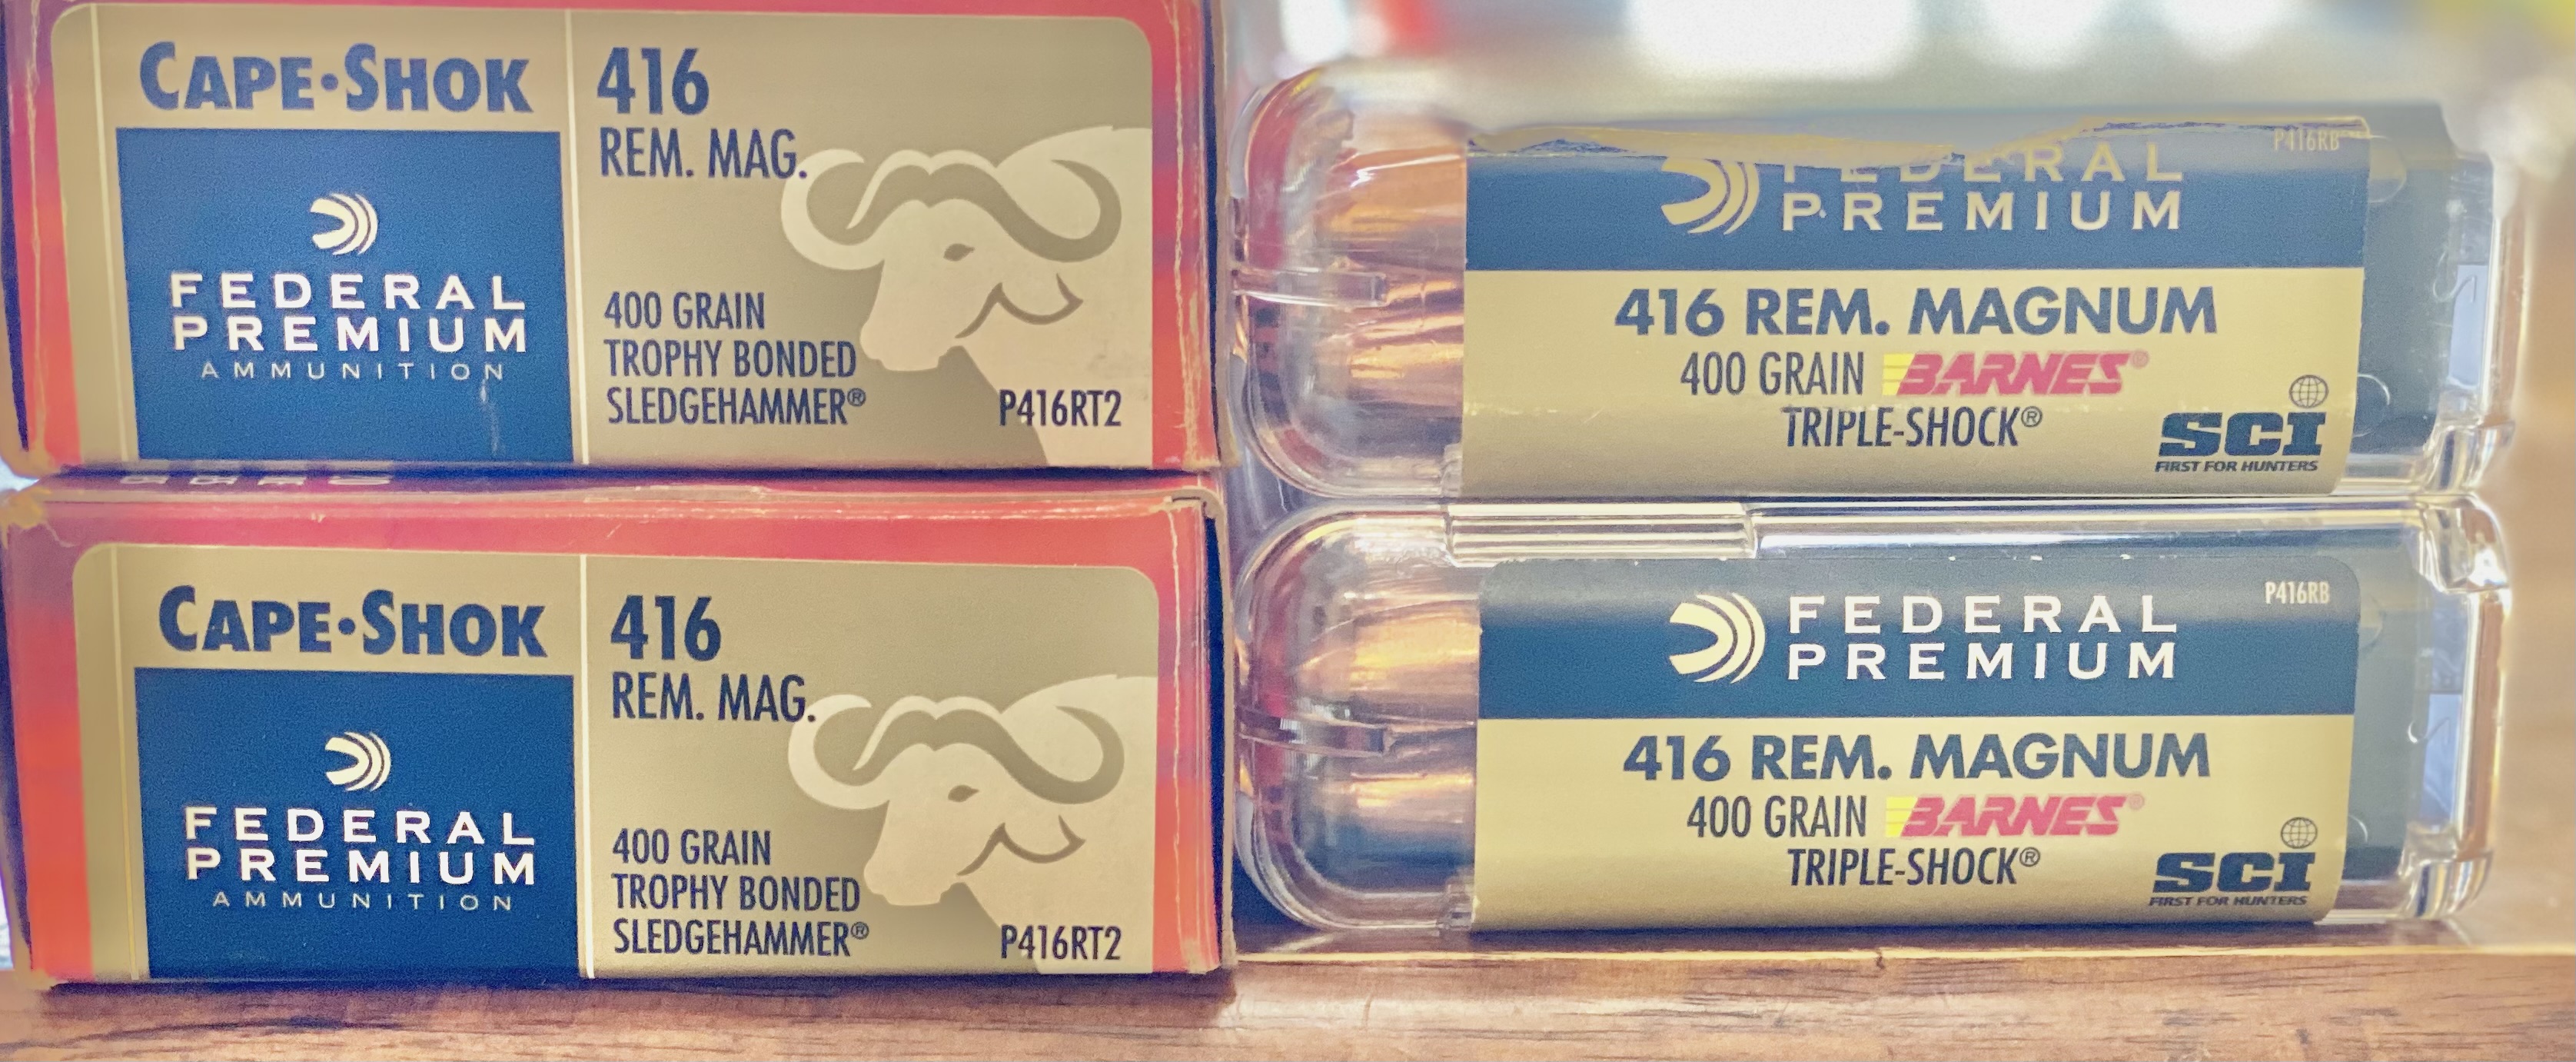 CAPE•SHOK
FEDERAL
PREMIUM
AMMUNITION
416
REM. MAG.
400 GRAIN
TROPHY BONDED
SLEDGEHAMMER®
P416RT2
P416RB
FEDERAL
PREMIUM
416 REM. MAGNUM
400 GRAIN BARNES®
TRIPLE-SHOCK®
SCI
FIRST FOR HUNTERS
CAPE•SHOK
FEDERAL
PREMIUM
AMMUNITION
416
REM. MAG.
400 GRAIN
TROPHY BONDED
SLEDGEHAMMER®
P416RT2
P416RB
FEDERAL
PREMIUM
416 REM. MAGNUM
400 GRAIN BARNES®
TRIPLE-SHOCK®
SCI
FIRST FOR HUNTERS